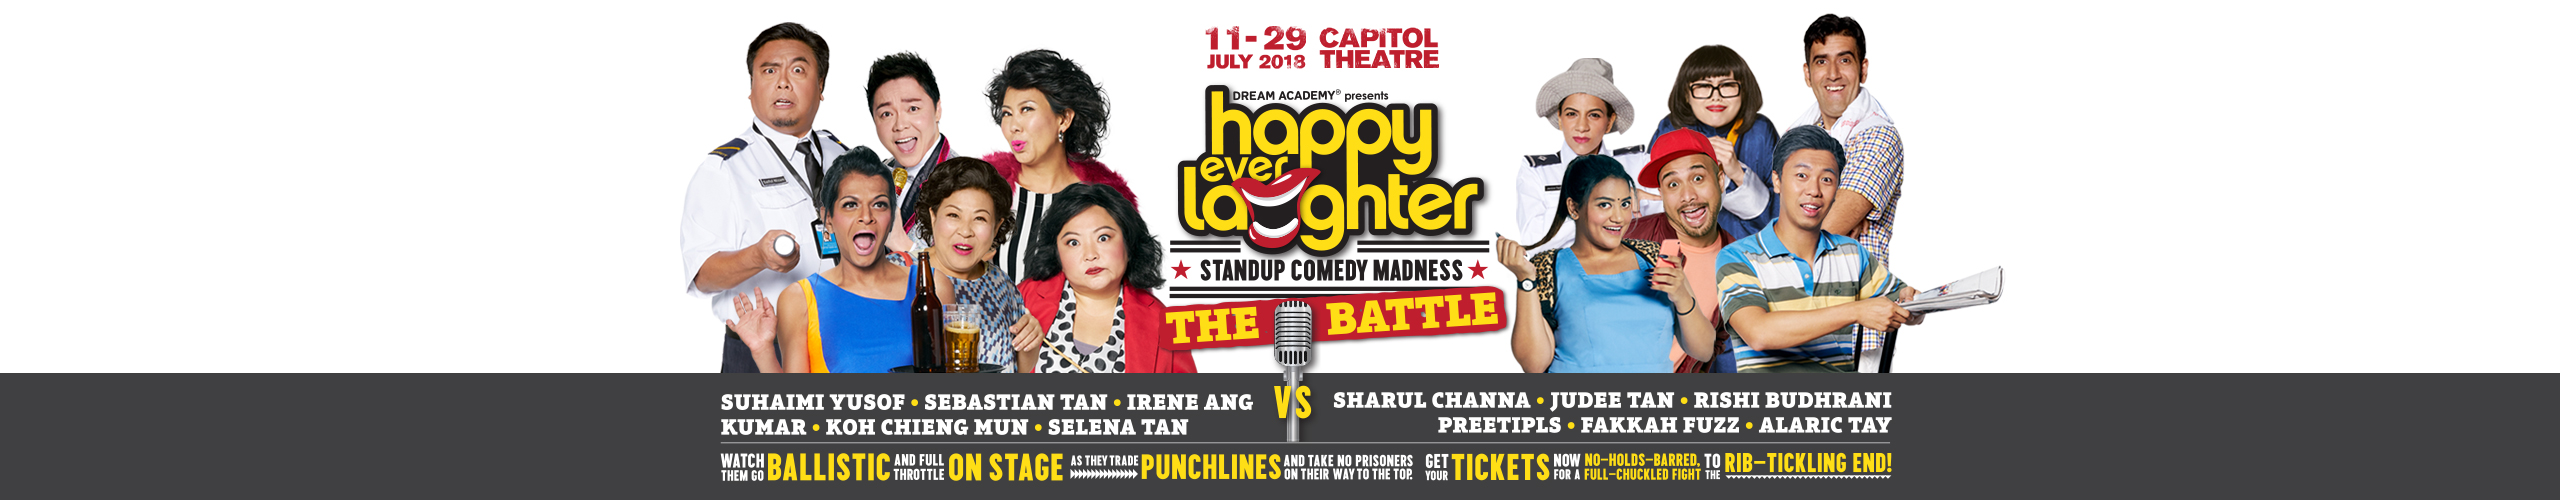 11-29 CAPITOL
JULY 2018 THEATRE
DREAM ACADEMY® presents
happy
ever
laughter
STANDUP COMEDY MADNESS
THE BATTLE
SUHAIMI YUSOF • SEBASTIAN TAN • IRENE ANG
KUMAR • KOH CHIENG MUN • SELENA TAN
VS
SHARUL CHANNA • JUDEE TAN • RISHI BUDHRANI
PREETIPLS • FAKKAH FUZZ • ALARIC TAY
WATCH THEM GO BALLISTIC AND FULL THROTTLE ON STAGE AS THEY TRADE PUNCHLINES AND TAKE NO PRISONERS ON THEIR WAY TO THE TOP. GET YOUR TICKETS NOW FOR A NO-HOLDS-BARRED, FULL-CHUCKLED FIGHT TO THE RIB-TICKLING END!